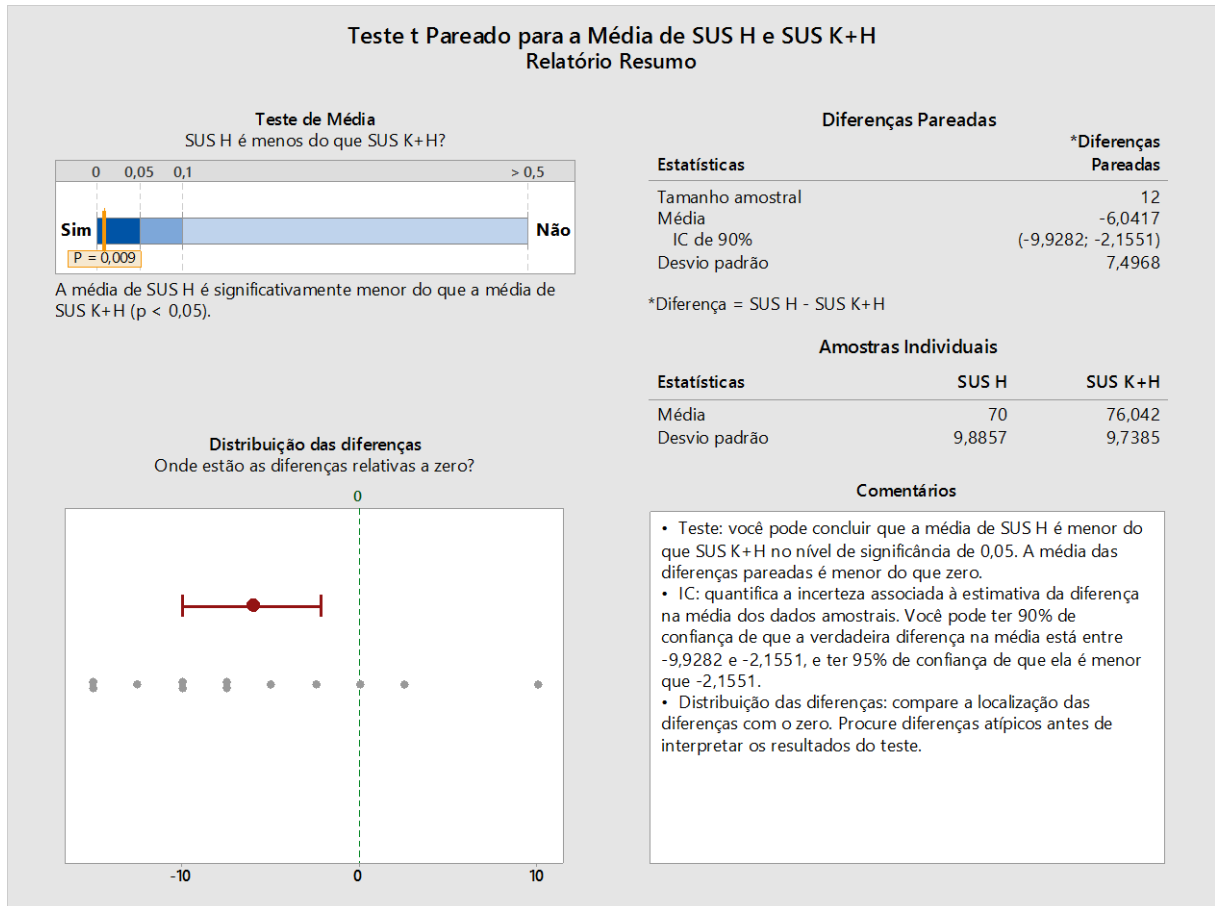 Teste t Pareado para a Média de SUS H e SUS K+H
Relatório Resumo
Teste de Média
SUS H é menos do que SUS K+H?
0 0,05 0,1 > 0,5
Sim Não
P = 0,009
A média de SUS H é significativamente menor do que a média de
SUS K+H (p < 0,05).
Diferenças Pareadas
*Diferenças
Estatísticas Pareadas
Tamanho amostral 12
Média -6,0417
IC de 90% (-9,9282; -2,1551)
Desvio padrão 7,4968
*Diferença = SUS H - SUS K+H
Amostras Individuais
Estatísticas SUS H SUS K+H
Média 70 76,042
Desvio padrão 9,8857 9,7385
Distribuição das diferenças
Onde estão as diferenças relativas a zero?
0
-10 0 10
Comentários
• Teste: você pode concluir que a média de SUS H é menor do
que SUS K+H no nível de significância de 0,05. A média das
diferenças pareadas é menor do que zero.
• IC: quantifica a incerteza associada à estimativa da diferença
na média dos dados amostrais. Você pode ter 90% de
confiança de que a verdadeira diferença na média está entre
-9,9282 e -2,1551, e ter 95% de confiança de que ela é menor
que -2,1551.
• Distribuição das diferenças: compare a localização das
diferenças com o zero. Procure diferenças atípicos antes de
interpretar os resultados do teste.